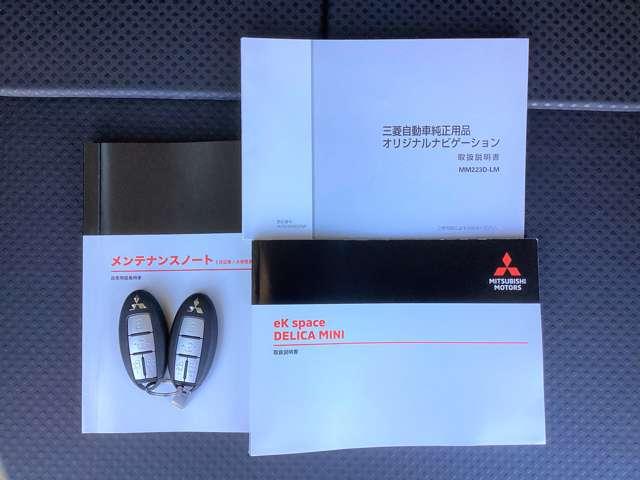 三菱自動車純正用品
オリジナルナビゲーション
取扱説明書
MM223D-LM
メンテナンスノート
MITSUBISHI
MOTORS
eK space
DELICA MINI
取扱説明書